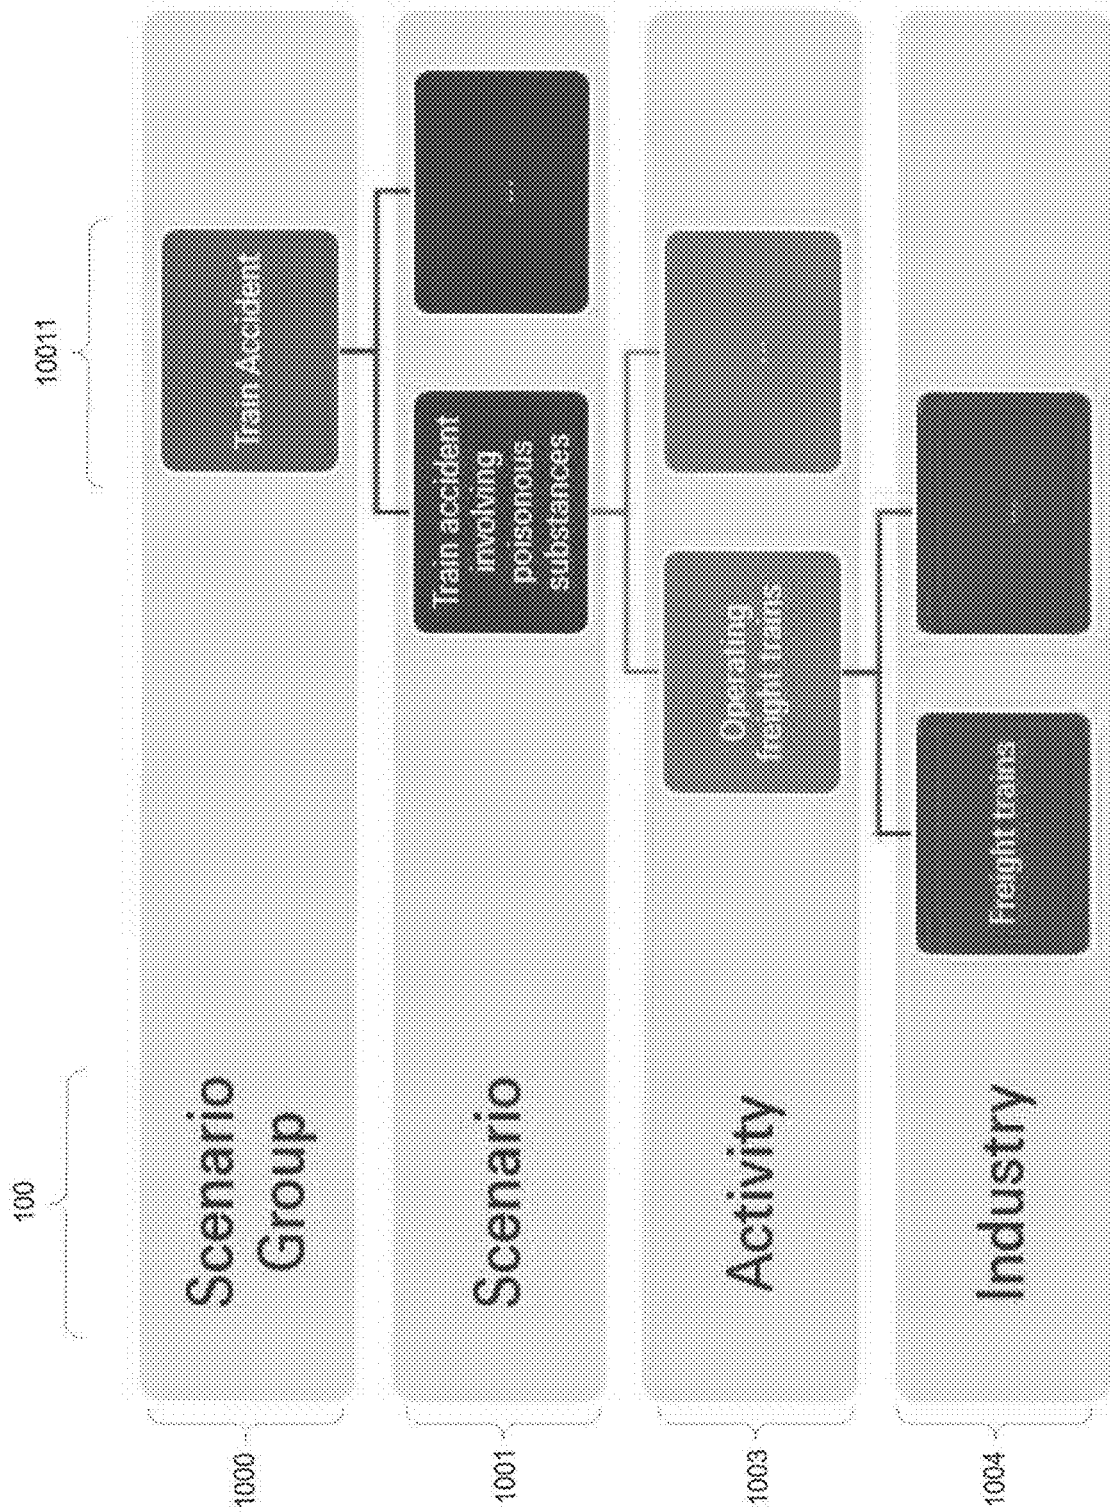 100
10011
1000
Scenario
Group
Train Accident
1001
Scenario
Train accident
involving
poisonous
substances
...
1003
Activity
Operating
freight trains
1004
Industry
Freight trains
...